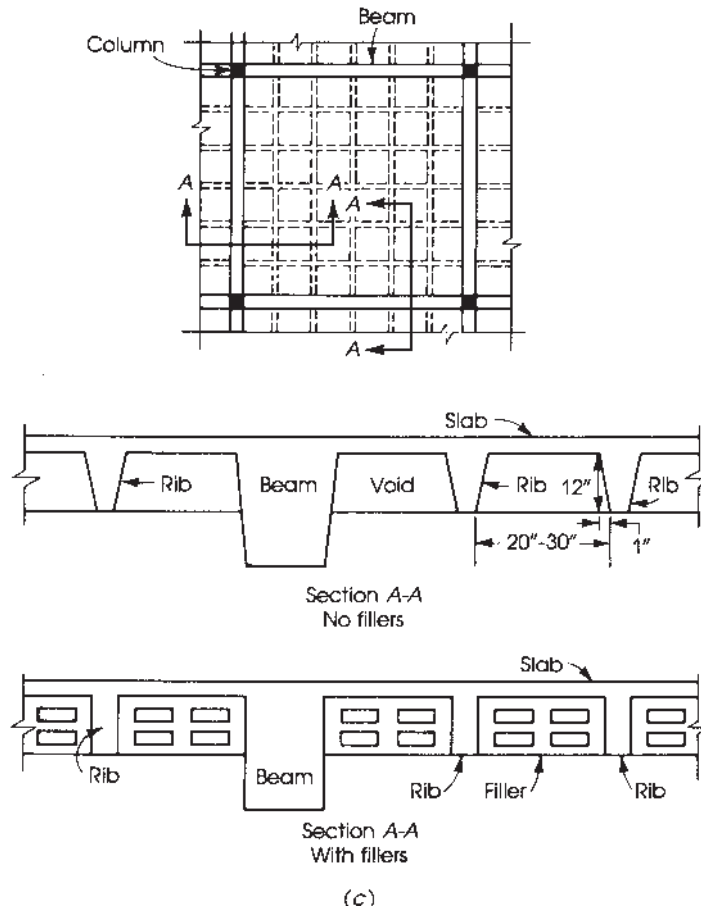 Beam
Column
A
A
A
A
Slab
Rib
Beam
Void
Rib
12"
Rib
20"-30"
1"
Section A-A
No fillers
Slab
Rib
Beam
Rib
Filler
Rib
Section A-A
With fillers
(c)